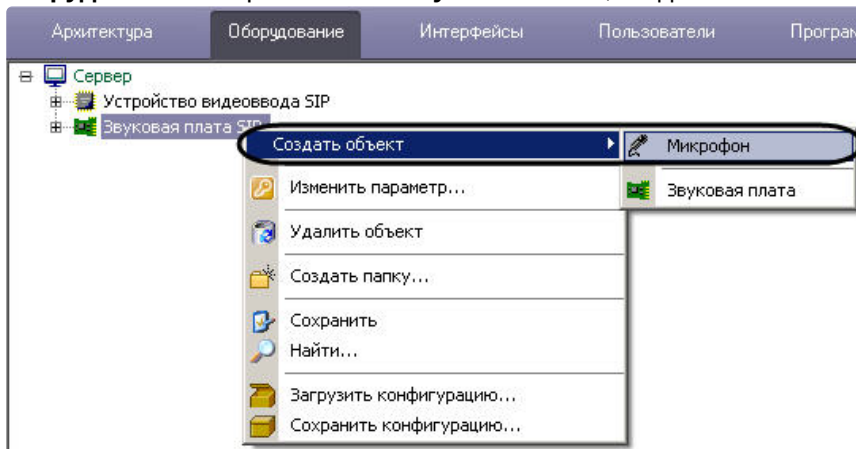 Архитектура Оборудование Интерфейсы Пользователи Програм
Сервер
Устройство видеоввода SIP
Звуковая плата SIP
Создать объект
Микрофон
Звуковая плата
Изменить параметр...
Удалить объект
Создать папку...
Сохранить
Найти...
Загрузить конфигурацию...
Сохранить конфигурацию...